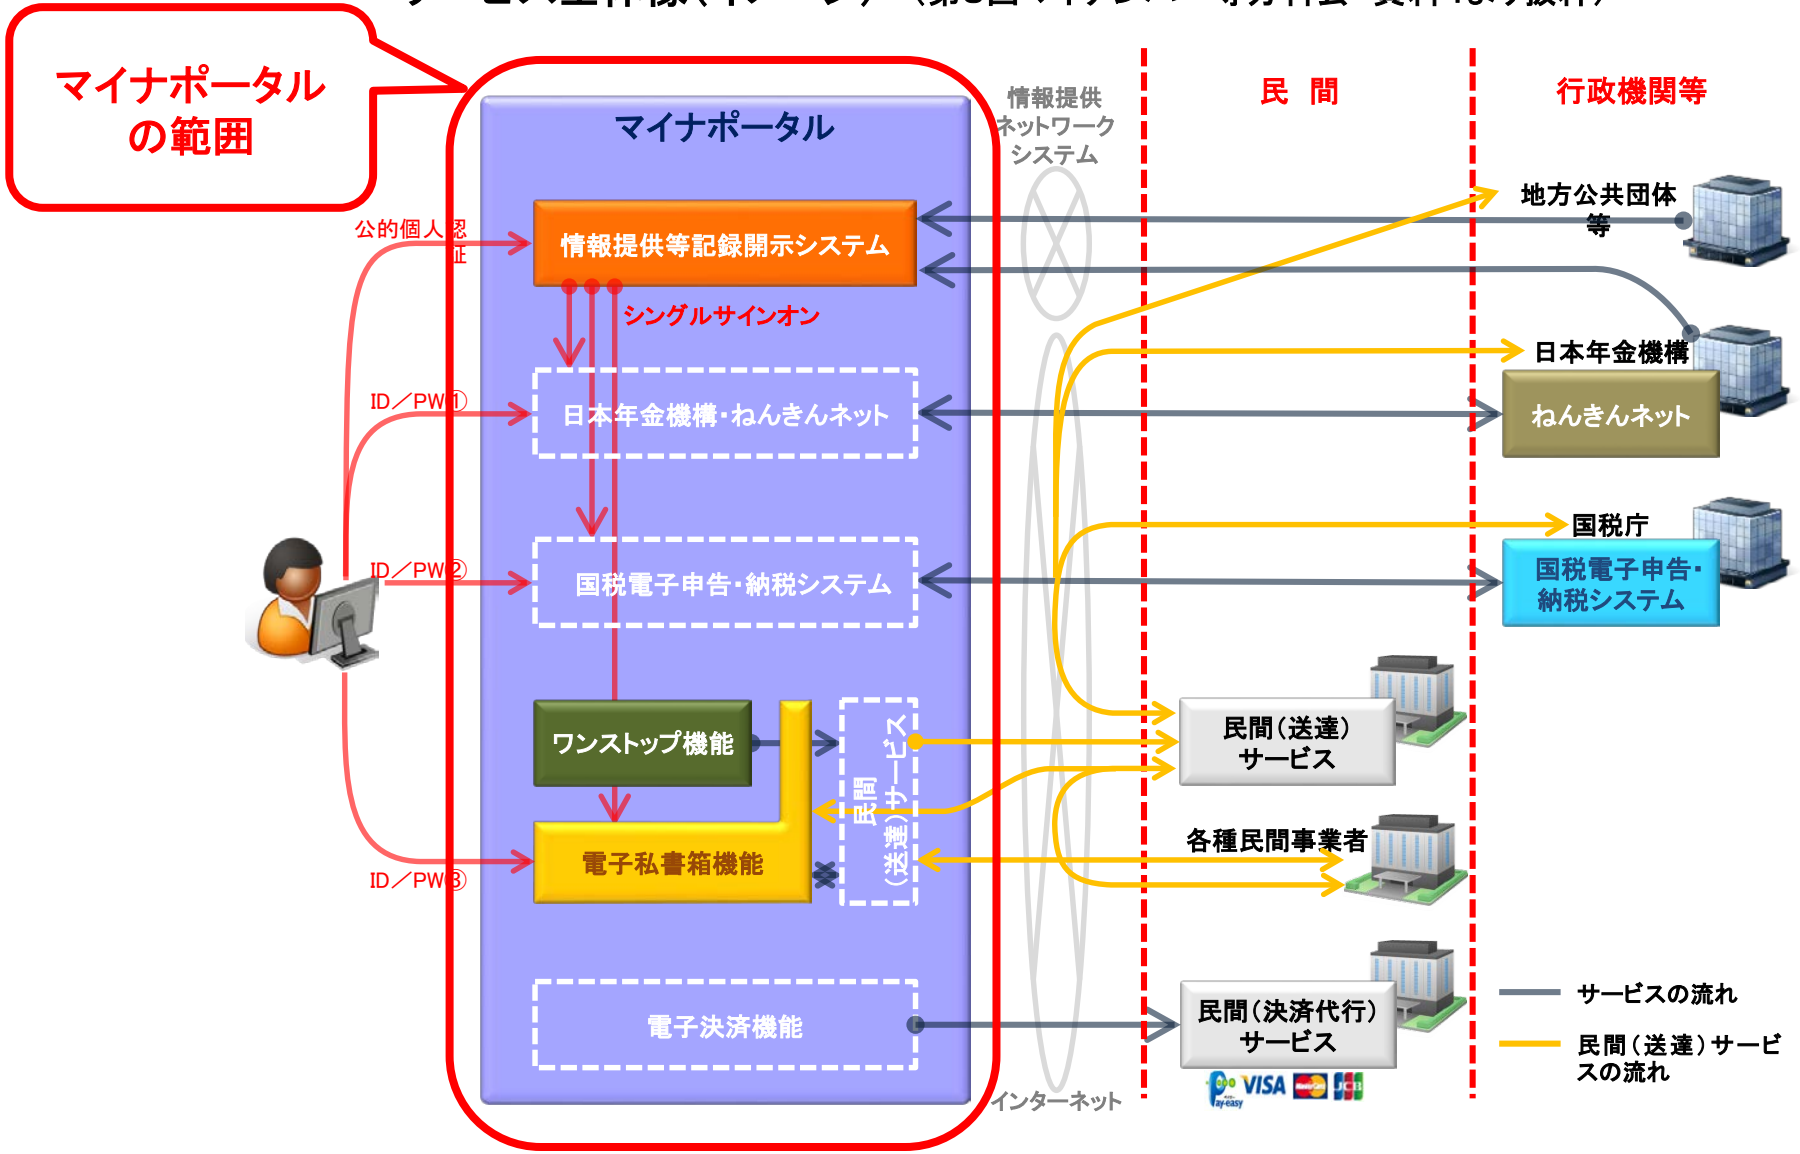 マイナポータル
の範囲
マイナポータル
情報提供
ネットワーク
システム
民　間
行政機関等
公的個人認
証
情報提供等記録開示システム
シングルサインオン
地方公共団体
等
ID／PW①
日本年金機構・ねんきんネット
日本年金機構
ねんきんネット
ID／PW②
国税電子申告・納税システム
国税庁
国税電子申告・
納税システム
ワンストップ機能
民間
（送達）サービス
民間（送達）
サービス
電子私書箱機能
ID／PW③
各種民間事業者
電子決済機能
民間（決済代行）
サービス
Pay-easy
VISA
MasterCard
JCB
インターネット
サービスの流れ
民間（送達）サービ
スの流れ